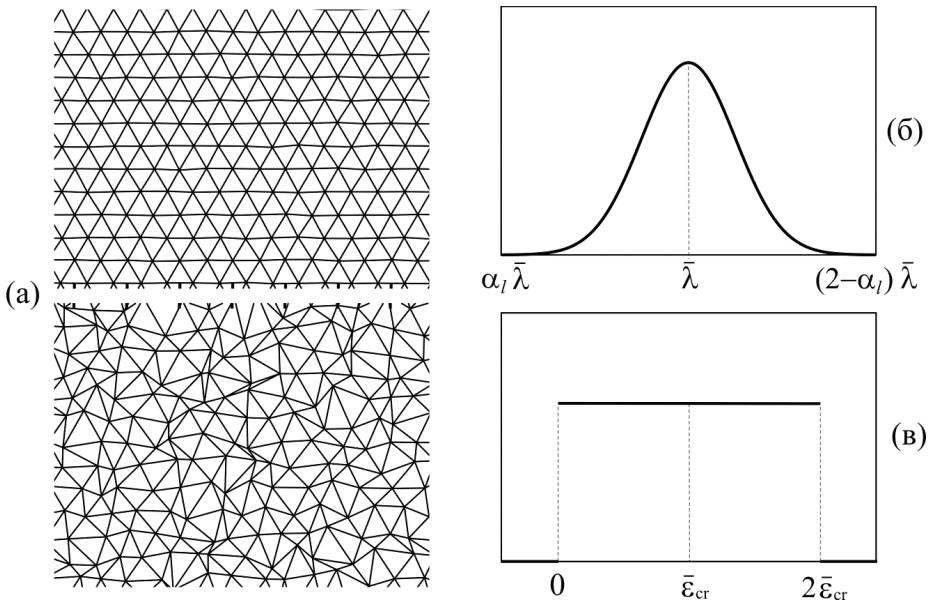 (а)
(б)
α_l λ̄ λ̄ (2−α_l) λ̄
(в)
0 ε̄_cr 2ε̄_cr